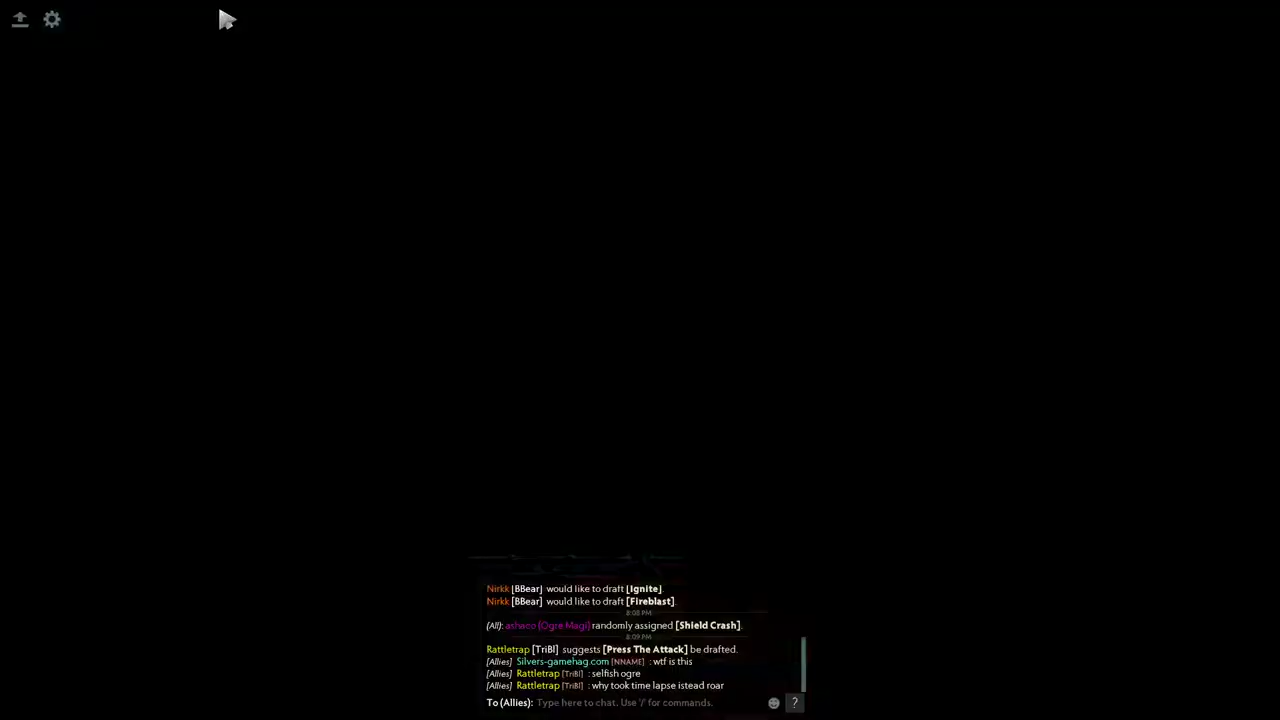 Nirkk [BBear] would like to draft [Ignite].
Nirkk [BBear] would like to draft [Fireblast].
8:08 PM
(All): ashaco (Ogre Magi) randomly assigned [Shield Crash].
8:09 PM
Rattletrap [TriBl] suggests [Press The Attack] be drafted.
[Allies] Silvers-gamehag.com [NNAME] : wtf is this
[Allies] Rattletrap [TriBl] : selfish ogre
[Allies] Rattletrap [TriBl] : why took time lapse istead roar
To (Allies): Type here to chat. Use '/' for commands.
?